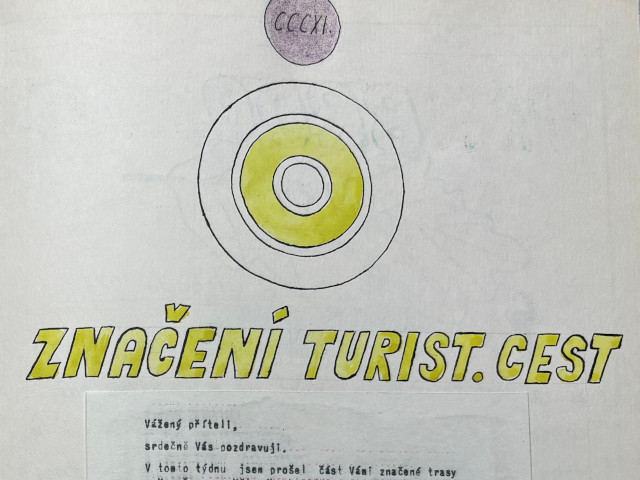 CCCXI.
ZNAČENÍ TURIST. CEST
Vážený příteli,
srdečně Vás pozdravuji.
V tomto týdnu jsem prošel část Vámi značené trasy